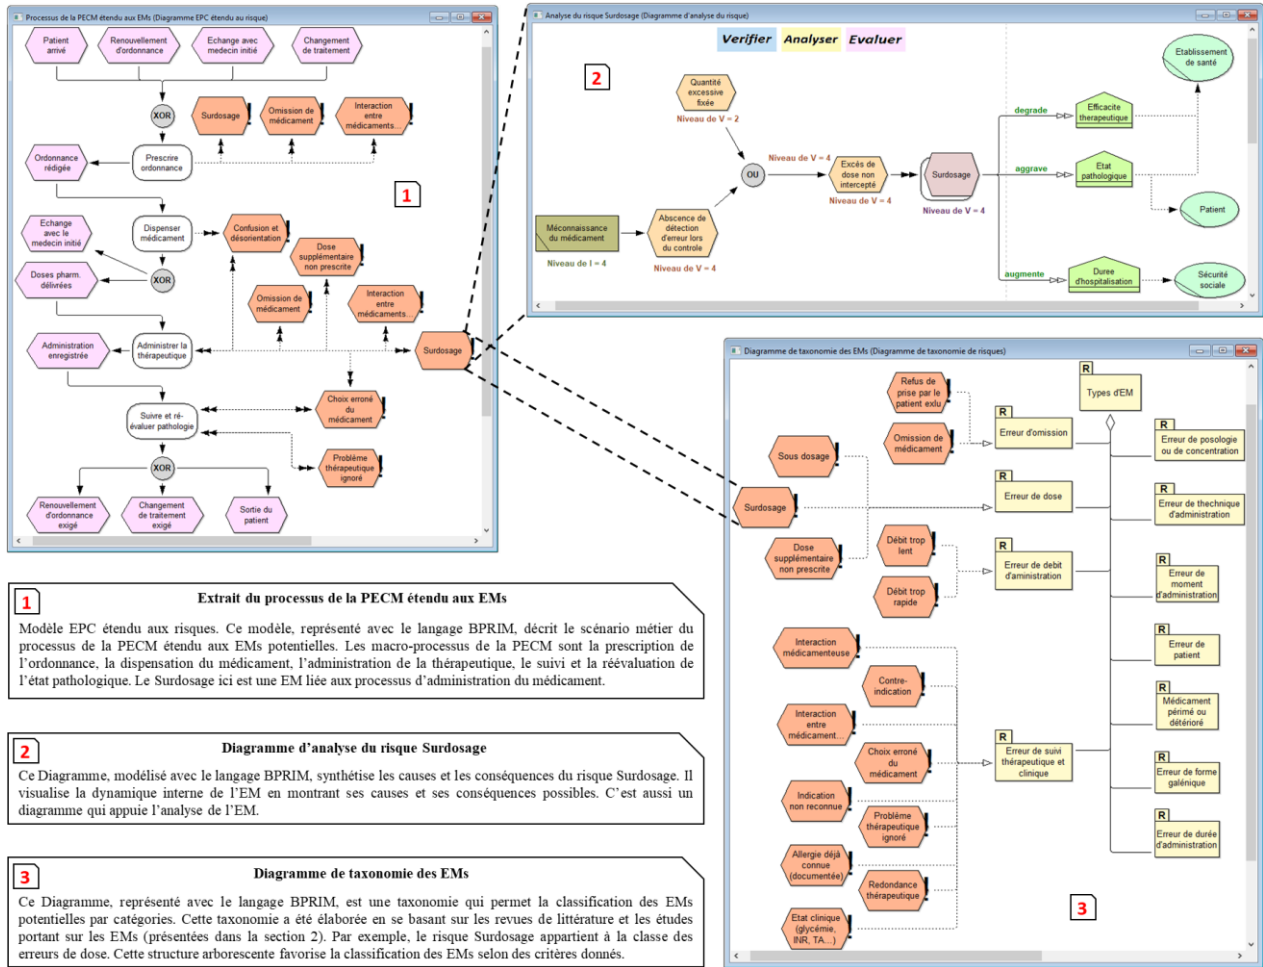 Processus de la PECM étendu aux EMs (Diagramme EPC étendu au risque)
Patient
arrivé
Renouvellement
d'ordonnance
Echange avec
medecin initié
Changement
de traitement
XOR
Surdosage
Omission de
médicament
Interaction
entre
médicaments...
Ordonnance
rédigée
Prescrire
ordonnance
1
Echange
avec le
medecin initié
Dispenser
médicament
Confusion et
désorientation
Dose
supplémentaire
non prescrite
Doses pharm.
délivrées
XOR
Omission de
médicament
Interaction
entre
médicaments...
Administration
enregistrée
Administrer la
thérapeutique
Surdosage
Suivre et ré-
évaluer pathologie
Choix erroné
du
médicament
XOR
Problème
thérapeutique
ignoré
Renouvellement
d'ordonnance
exigé
Changement
de traitement
exigé
Sortie du
patient
Analyse du risque Surdosage (Diagramme d'analyse du risque)
Verifier Analyser Evaluer
2
Quantité
excessive
fixée
Niveau de V = 2
Etablissement
de santé
degrade
Efficacite
therapeutique
OU
Niveau de V = 4
Excés de
dose non
intercepté
Niveau de V = 4
Surdosage
Niveau de V = 4
aggrave
Etat
pathologique
Méconnaissance
du médicament
Niveau de I = 4
Abscence de
détection
d'erreur lors
du controle
Niveau de V = 4
Patient
augmente
Duree
d'hospitalisation
Sécurité
sociale
Diagramme de taxonomie des EMs (Diagramme de taxonomie de risques)
R
Types d'EM
Refus de
prise par le
patient exlu
Omission de
médicament
R
Erreur d'omission
R
Erreur de posologie
ou de concentration
Sous dosage
Surdosage
Dose
supplémentaire
non prescrite
R
Erreur de dose
R
Erreur de thechnique
d'administration
Débit trop
lent
Débit trop
rapide
R
Erreur de debit
d'aministration
R
Erreur de
moment
d'administration
Interaction
médicamenteuse
Contre-
indication
R
Erreur de
patient
Interaction
entre
médicament...
Choix erroné
du
médicament
R
Erreur de suivi
thérapeutique et
clinique
R
Médicament
périmé ou
détérioré
Indication
non reconnue
Problème
thérapeutique
ignoré
R
Erreur de forme
galénique
Allergie déjà
connue
(documentée)
Redondance
thérapeutique
R
Erreur de durée
d'administration
Etat clinique
(glycémie,
INR, TA...)
3
1
Extrait du processus de la PECM étendu aux EMs
Modèle EPC étendu aux risques. Ce modèle, représenté avec le langage BPRIM, décrit le scénario métier du
processus de la PECM étendu aux EMs potentielles. Les macro-processus de la PECM sont la prescription de
l'ordonnance, la dispensation du médicament, l'administration de la thérapeutique, le suivi et la réévaluation de
l'état pathologique. Le Surdosage ici est une EM liée aux processus d'administration du médicament.
2
Diagramme d'analyse du risque Surdosage
Ce Diagramme, modélisé avec le langage BPRIM, synthétise les causes et les conséquences du risque Surdosage. Il
visualise la dynamique interne de l'EM en montrant ses causes et ses conséquences possibles. C'est aussi un
diagramme qui appuie l'analyse de l'EM.
3
Diagramme de taxonomie des EMs
Ce Diagramme, représenté avec le langage BPRIM, est une taxonomie qui permet la classification des EMs
potentielles par catégories. Cette taxonomie a été élaborée en se basant sur les revues de littérature et les études
portant sur les EMs (présentées dans la section 2). Par exemple, le risque Surdosage appartient à la classe des
erreurs de dose. Cette structure arborescente favorise la classification des EMs selon des critères donnés.